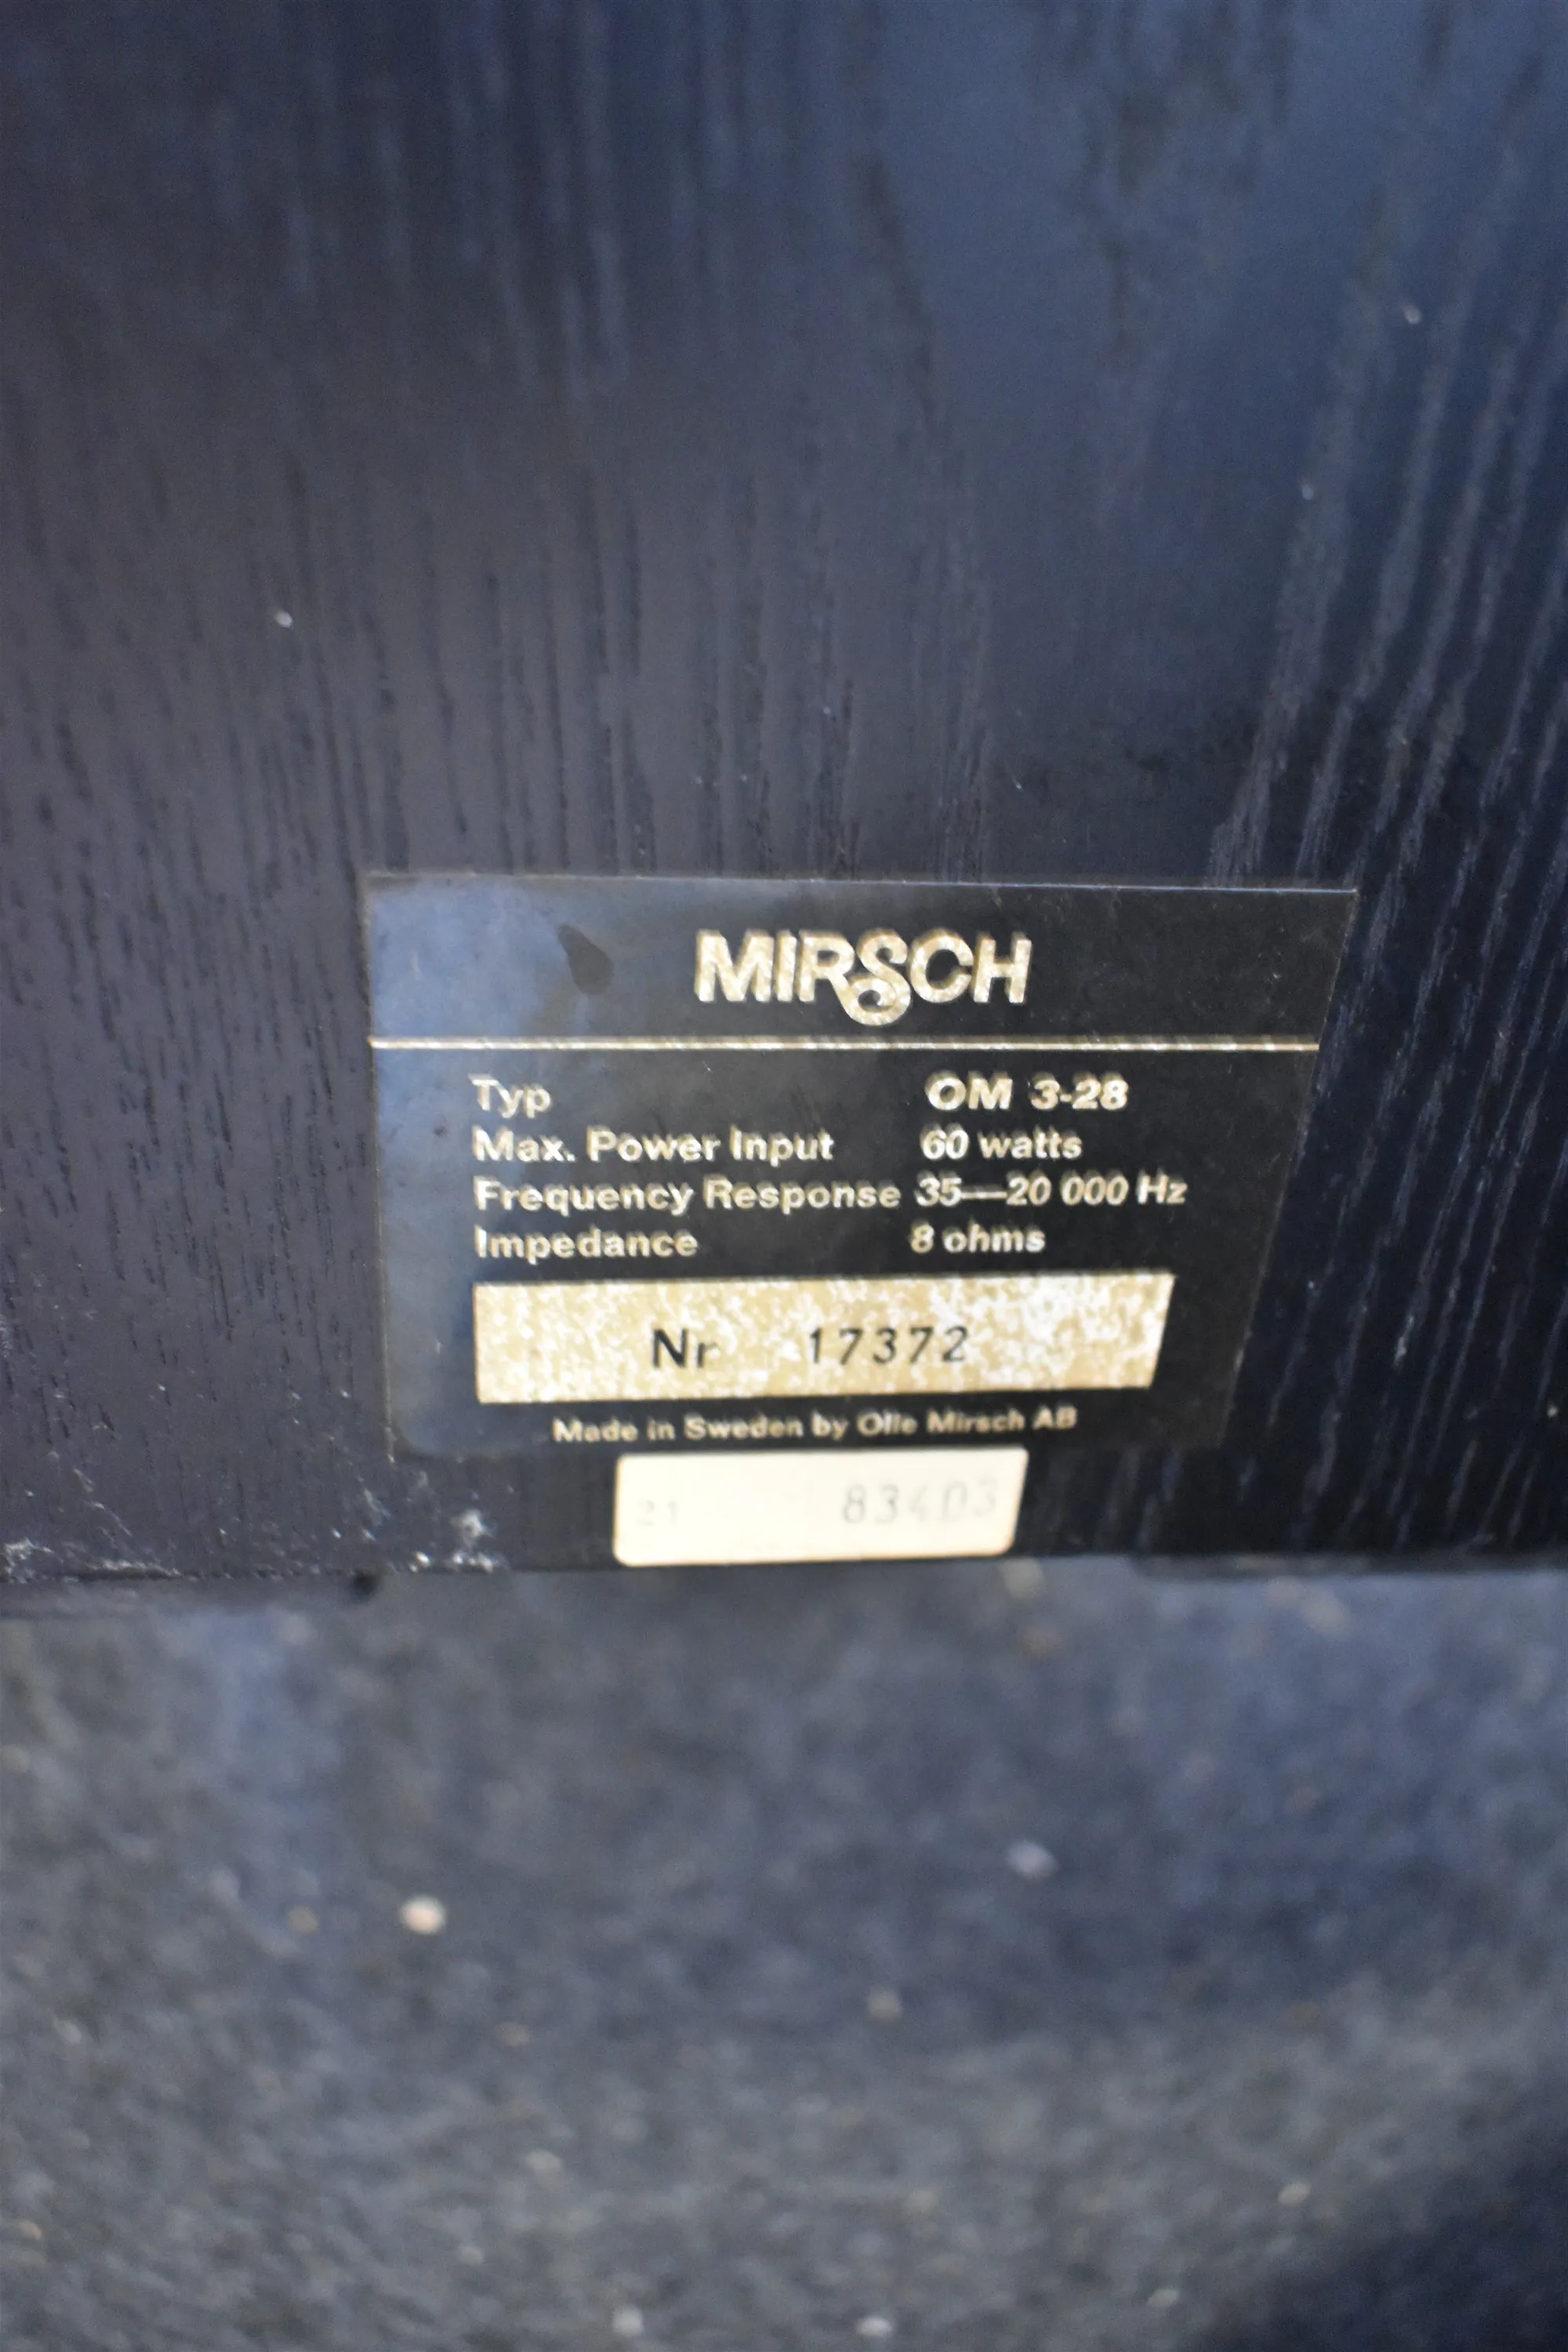 MIRSCH
Typ OM 3-28
Max. Power Input 60 watts
Frequency Response 35—20 000 Hz
Impedance 8 ohms
Nr 17372
Made in Sweden by Olle Mirsch AB
21 83403